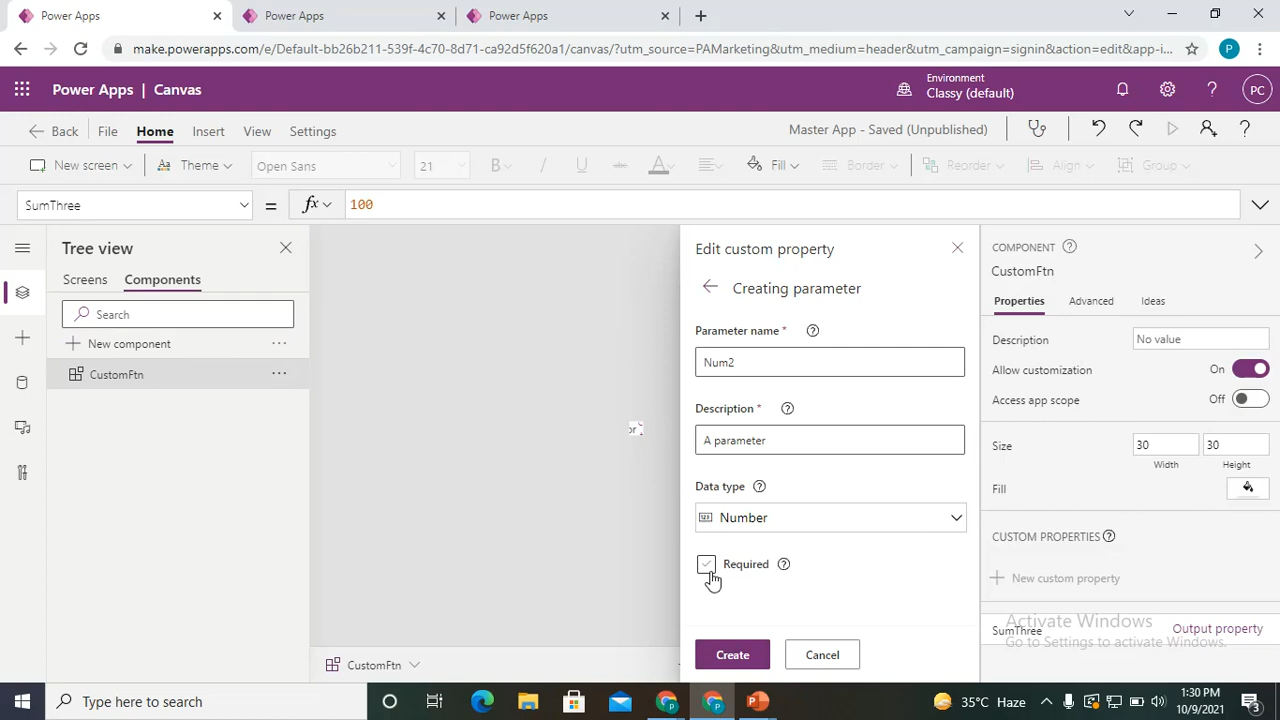 Power Apps
Power Apps
Power Apps
make.powerapps.com/e/Default-bb26b211-539f-4c70-8d71-ca92d5f620a1/canvas/?utm_source=PAMarketing&utm_medium=header&utm_campaign=signin&action=edit&app-i...
P
Power Apps | Canvas
Environment
Classy (default)
PC
Back
File
Home
Insert
View
Settings
Master App - Saved (Unpublished)
New screen
Theme
Open Sans
21
B
Fill
Border
Reorder
Align
Group
SumThree
=
fx
100
Tree view
Screens
Components
Search
New component
CustomFtn
CustomFtn
Edit custom property
Creating parameter
Parameter name *
Num2
Description *
A parameter
Data type
Number
Required
Create
Cancel
COMPONENT
CustomFtn
Properties
Advanced
Ideas
Description
No value
Allow customization
On
Access app scope
Off
Size
30
30
Width
Height
Fill
CUSTOM PROPERTIES
New custom property
SumThree
Output property
Activate Windows
Go to Settings to activate Windows.
Type here to search
35°C Haze
1:30 PM
10/9/2021
3